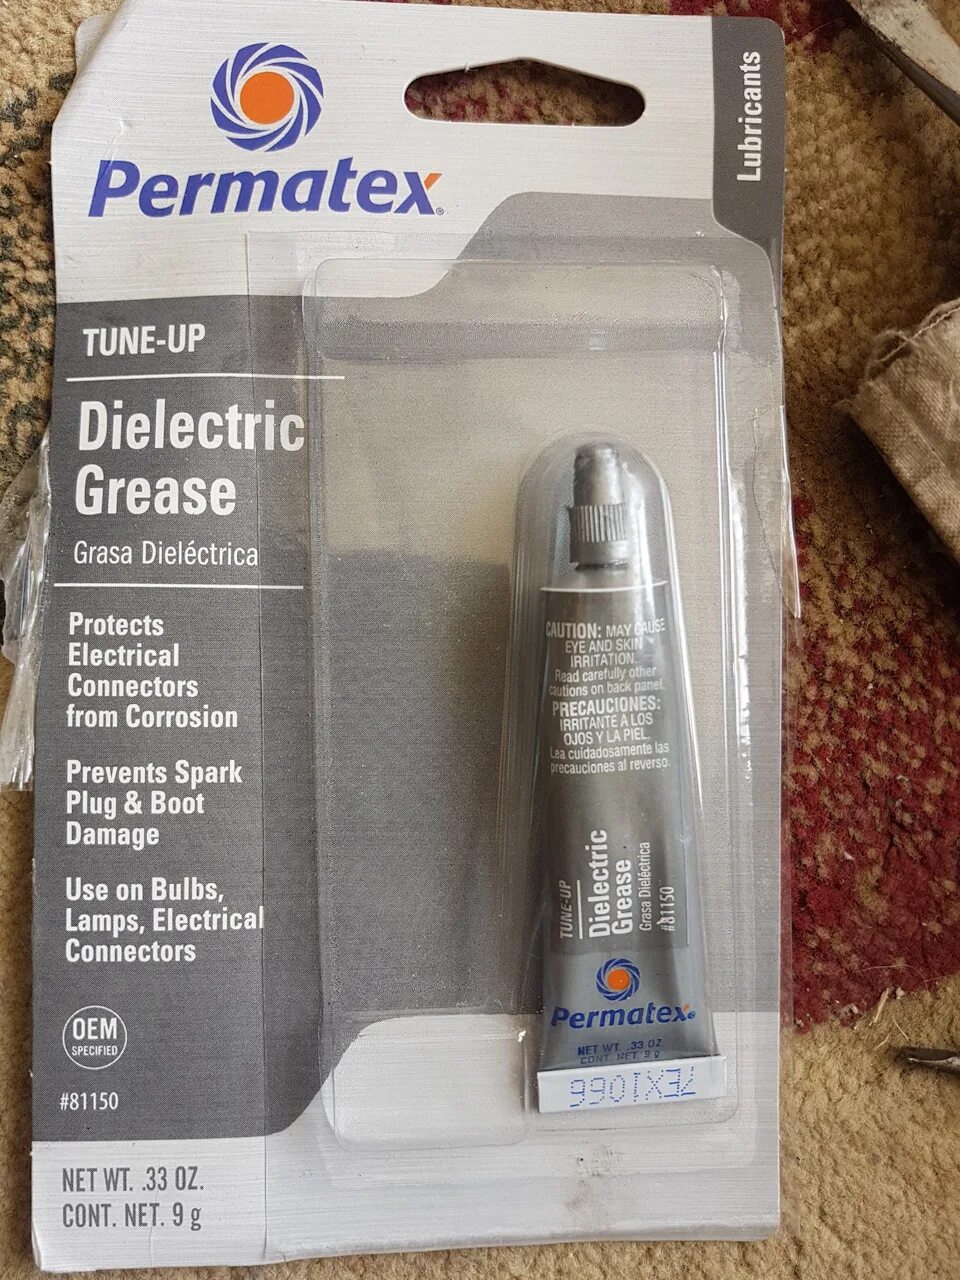 Permatex®
Lubricants
TUNE-UP
Dielectric
Grease
Grasa Dieléctrica
Protects
Electrical
Connectors
from Corrosion
Prevents Spark
Plug & Boot
Damage
Use on Bulbs,
Lamps, Electrical
Connectors
OEM
SPECIFIED
#81150
NET WT. .33 OZ.
CONT. NET. 9 g
CAUTION: MAY CAUSE
EYE AND SKIN
IRRITATION.
Read carefully other
cautions on back panel.
PRECAUCIONES:
IRRITANTE A LOS
OJOS Y LA PIEL.
Lea cuidadosamente las
precauciones al reverso.
TUNE-UP
Dielectric
Grease
Grasa Dieléctrica
#81150
Permatex®
NET WT. .33 OZ.
CONT. NET. 9 g
7EX1066